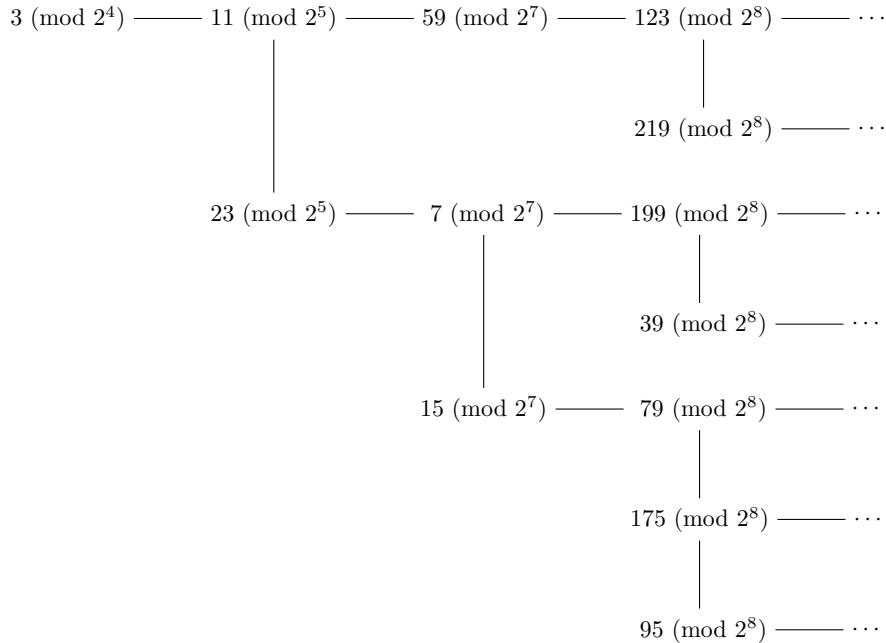 3 (mod 2⁴) 11 (mod 2⁵) 59 (mod 2⁷) 123 (mod 2⁸) ···
219 (mod 2⁸) ···
23 (mod 2⁵) 7 (mod 2⁷) 199 (mod 2⁸) ···
39 (mod 2⁸) ···
15 (mod 2⁷) 79 (mod 2⁸) ···
175 (mod 2⁸) ···
95 (mod 2⁸) ···